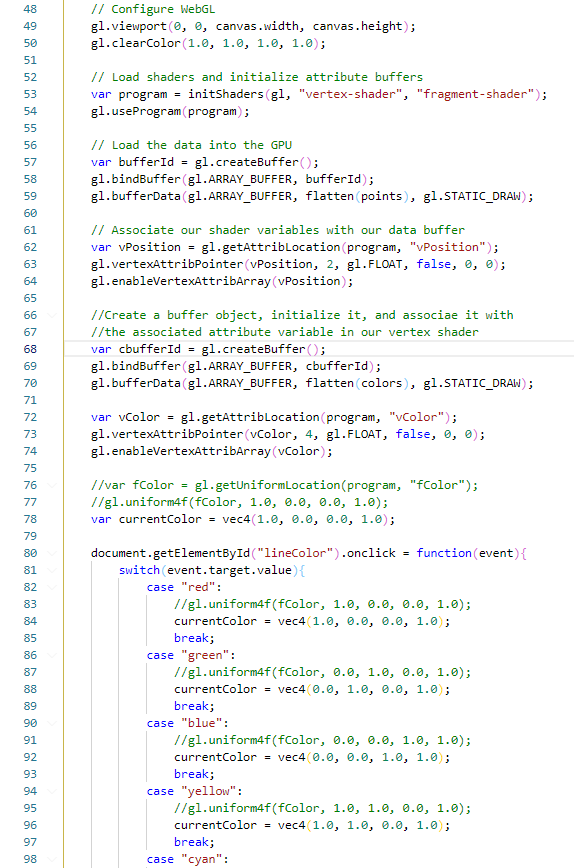 48 // Configure WebGL
49 gl.viewport(0, 0, canvas.width, canvas.height);
50 gl.clearColor(1.0, 1.0, 1.0, 1.0);
51
52 // Load shaders and initialize attribute buffers
53 var program = initShaders(gl, "vertex-shader", "fragment-shader");
54 gl.useProgram(program);
55
56 // Load the data into the GPU
57 var bufferId = gl.createBuffer();
58 gl.bindBuffer(gl.ARRAY_BUFFER, bufferId);
59 gl.bufferData(gl.ARRAY_BUFFER, flatten(points), gl.STATIC_DRAW);
60
61 // Associate our shader variables with our data buffer
62 var vPosition = gl.getAttribLocation(program, "vPosition");
63 gl.vertexAttribPointer(vPosition, 2, gl.FLOAT, false, 0, 0);
64 gl.enableVertexAttribArray(vPosition);
65
66 //Create a buffer object, initialize it, and associae it with
67 //the associated attribute variable in our vertex shader
68 var cbufferId = gl.createBuffer();
69 gl.bindBuffer(gl.ARRAY_BUFFER, cbufferId);
70 gl.bufferData(gl.ARRAY_BUFFER, flatten(colors), gl.STATIC_DRAW);
71
72 var vColor = gl.getAttribLocation(program, "vColor");
73 gl.vertexAttribPointer(vColor, 4, gl.FLOAT, false, 0, 0);
74 gl.enableVertexAttribArray(vColor);
75
76 //var fColor = gl.getUniformLocation(program, "fColor");
77 //gl.uniform4f(fColor, 1.0, 0.0, 0.0, 1.0);
78 var currentColor = vec4(1.0, 0.0, 0.0, 1.0);
79
80 document.getElementById("lineColor").onclick = function(event){
81 switch(event.target.value){
82 case "red":
83 //gl.uniform4f(fColor, 1.0, 0.0, 0.0, 1.0);
84 currentColor = vec4(1.0, 0.0, 0.0, 1.0);
85 break;
86 case "green":
87 //gl.uniform4f(fColor, 0.0, 1.0, 0.0, 1.0);
88 currentColor = vec4(0.0, 1.0, 0.0, 1.0);
89 break;
90 case "blue":
91 //gl.uniform4f(fColor, 0.0, 0.0, 1.0, 1.0);
92 currentColor = vec4(0.0, 0.0, 1.0, 1.0);
93 break;
94 case "yellow":
95 //gl.uniform4f(fColor, 1.0, 1.0, 0.0, 1.0);
96 currentColor = vec4(1.0, 1.0, 0.0, 1.0);
97 break;
98 case "cyan":